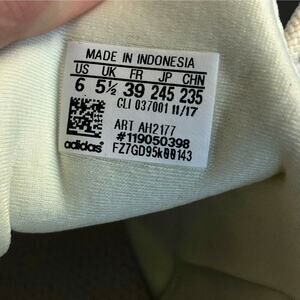 MADE IN INDONESIA
US UK FR JP CHN
6 5½ 39 245 235
CLI 037001 11/17
ART AH2177
#119050398
adidas FZ7GD95k00143